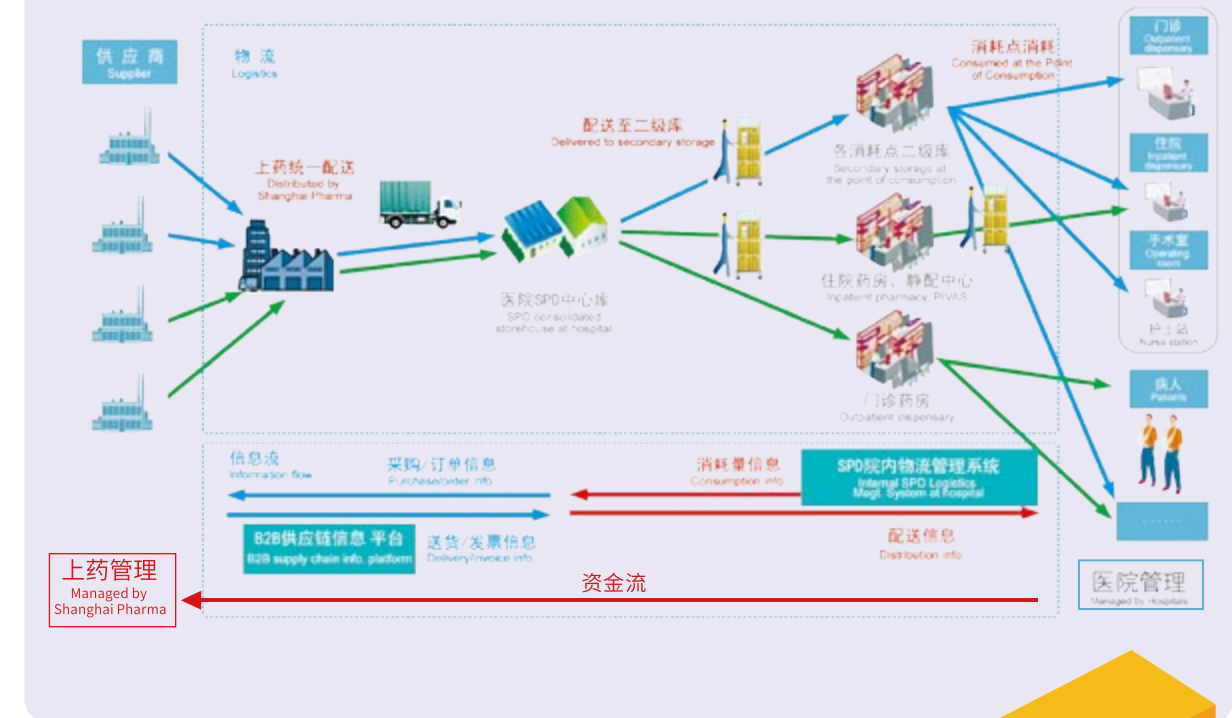 供应商
Supplier
物流
Logistics
上药统一配送
Distributed by
Shanghai Pharma
医院SPD中心库
SPD consolidated
storehouse at hospital
配送至二级库
Delivered to secondary storage
消耗点消耗
Consumed at the Point
of Consumption
各消耗点二级库
Secondary storage at
the point of consumption
住院药房、静配中心
Inpatient pharmacy, PIVAS
门诊药房
Outpatient dispensary
门诊
Outpatient
dispensary
住院
Inpatient
dispensary
手术室
Operating
room
护士站
Nurse station
病人
Patients
......
信息流
Information flow
采购/订单信息
Purchase/order info
消耗量信息
Consumption info
SPD院内物流管理系统
Internal SPD Logistics
Magt. System at hospital
B2B供应链信息 平台
B2B supply chain info. platform
送货/发票信息
Delivery/invoice info
配送信息
Distribution info
上药管理
Managed by
Shanghai Pharma
资金流
医院管理
Managed by Hospitals